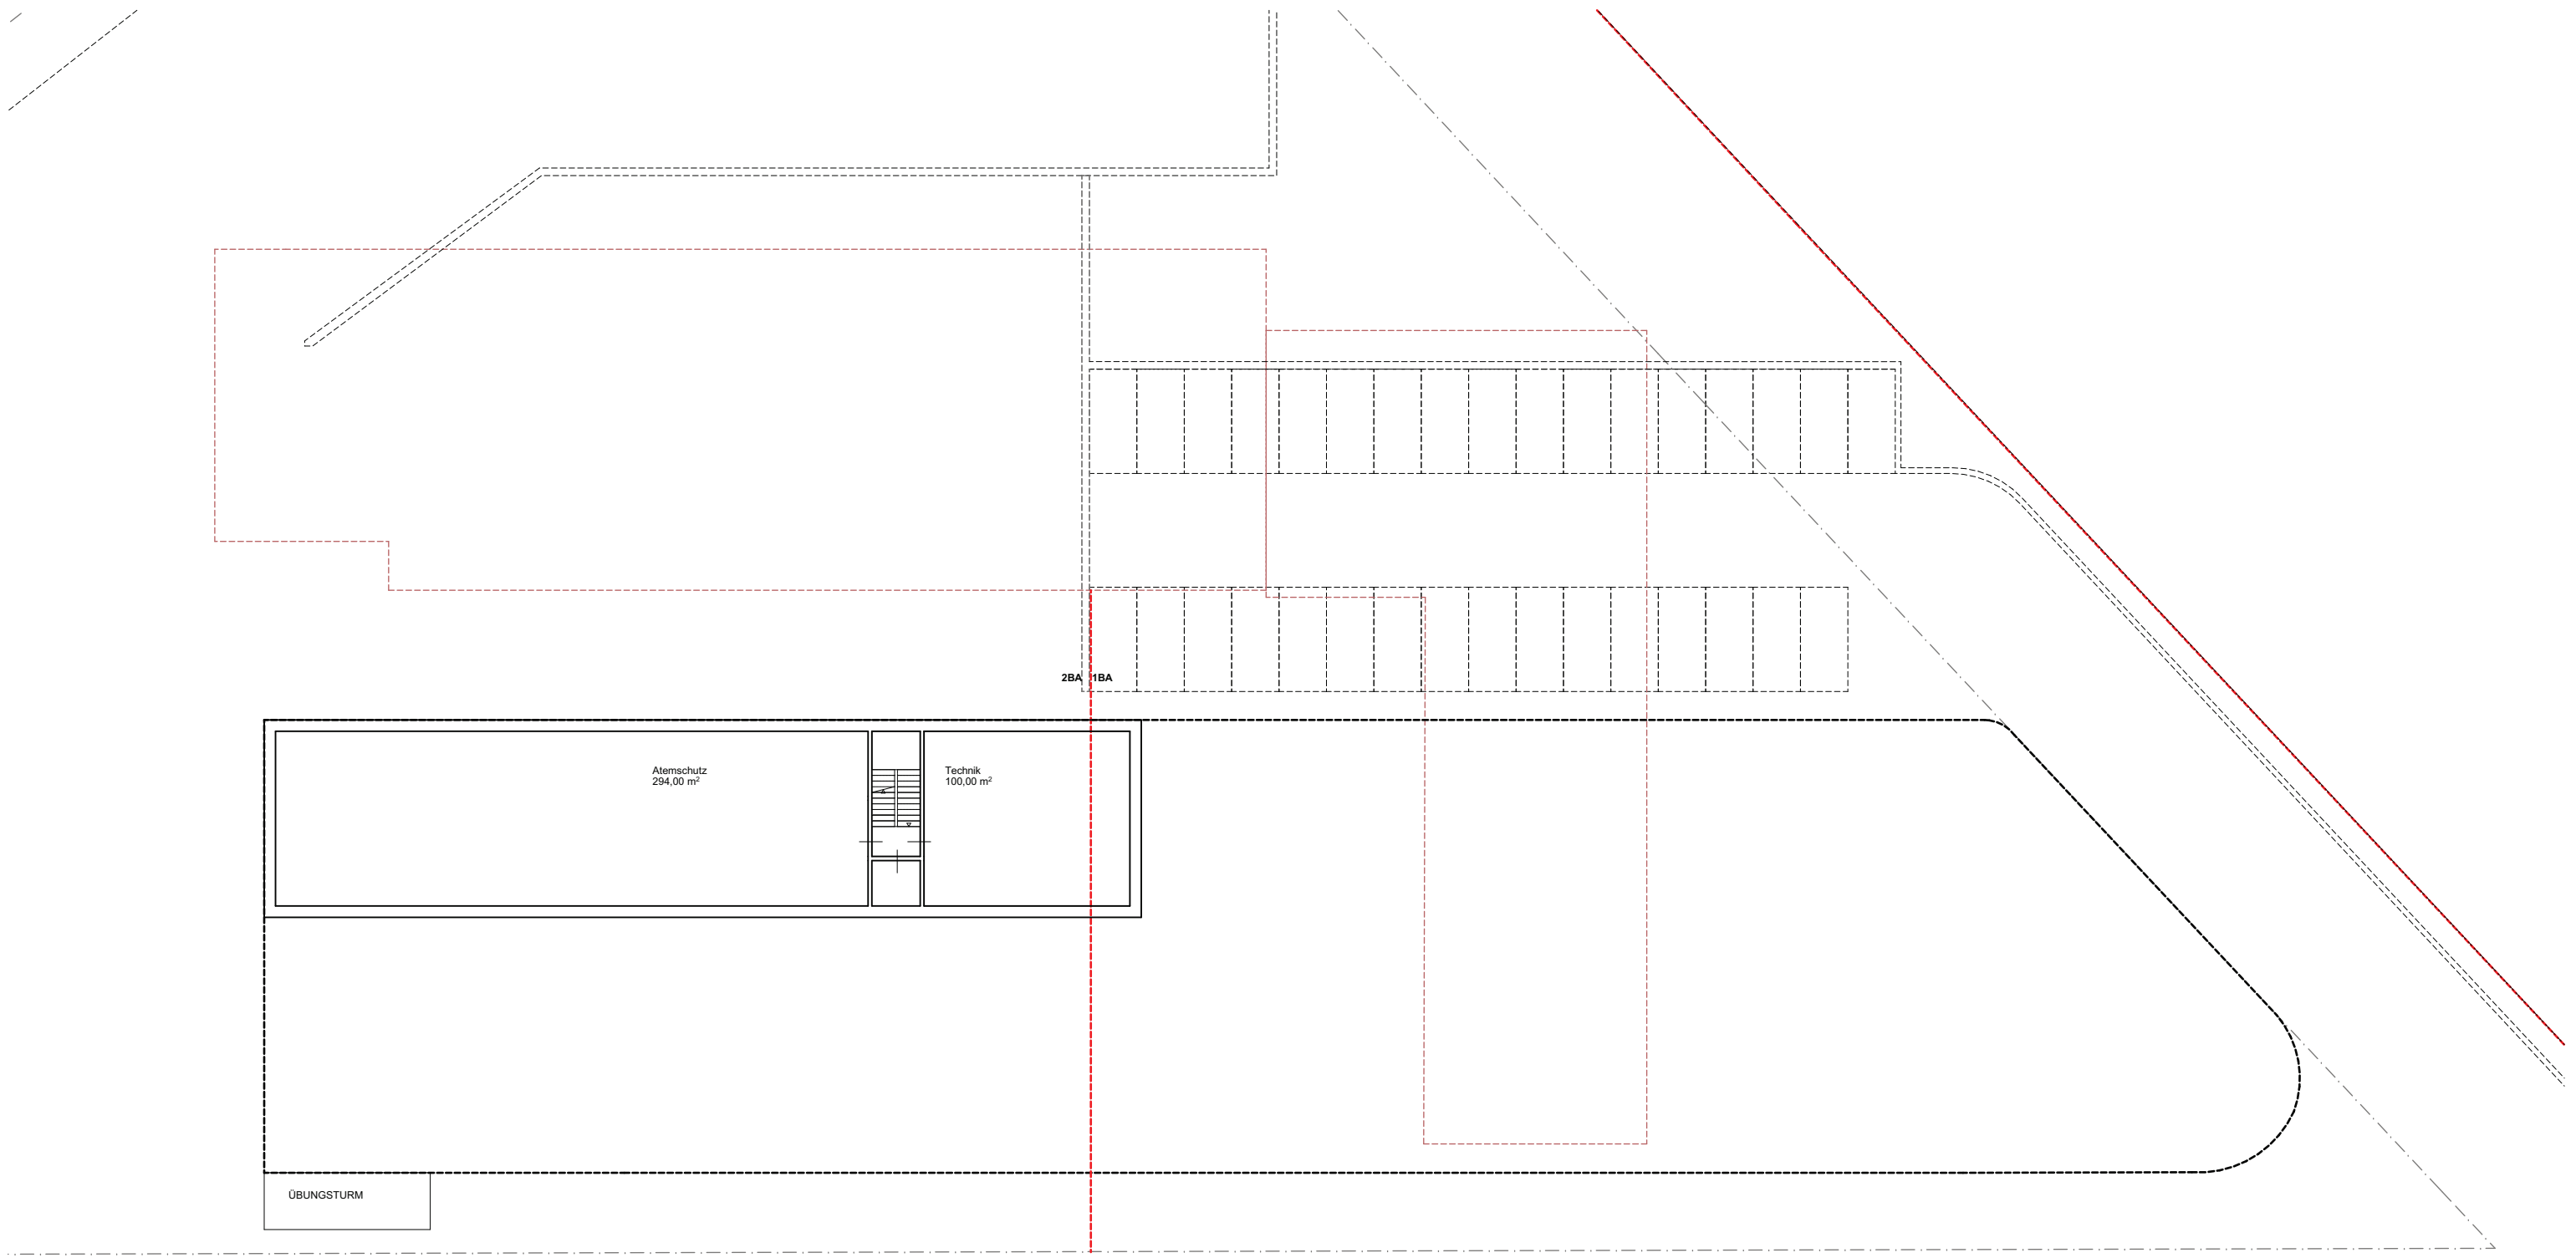 2BA 1BA
Atemschutz
294,00 m²
Technik
100,00 m²
ÜBUNGSTURM